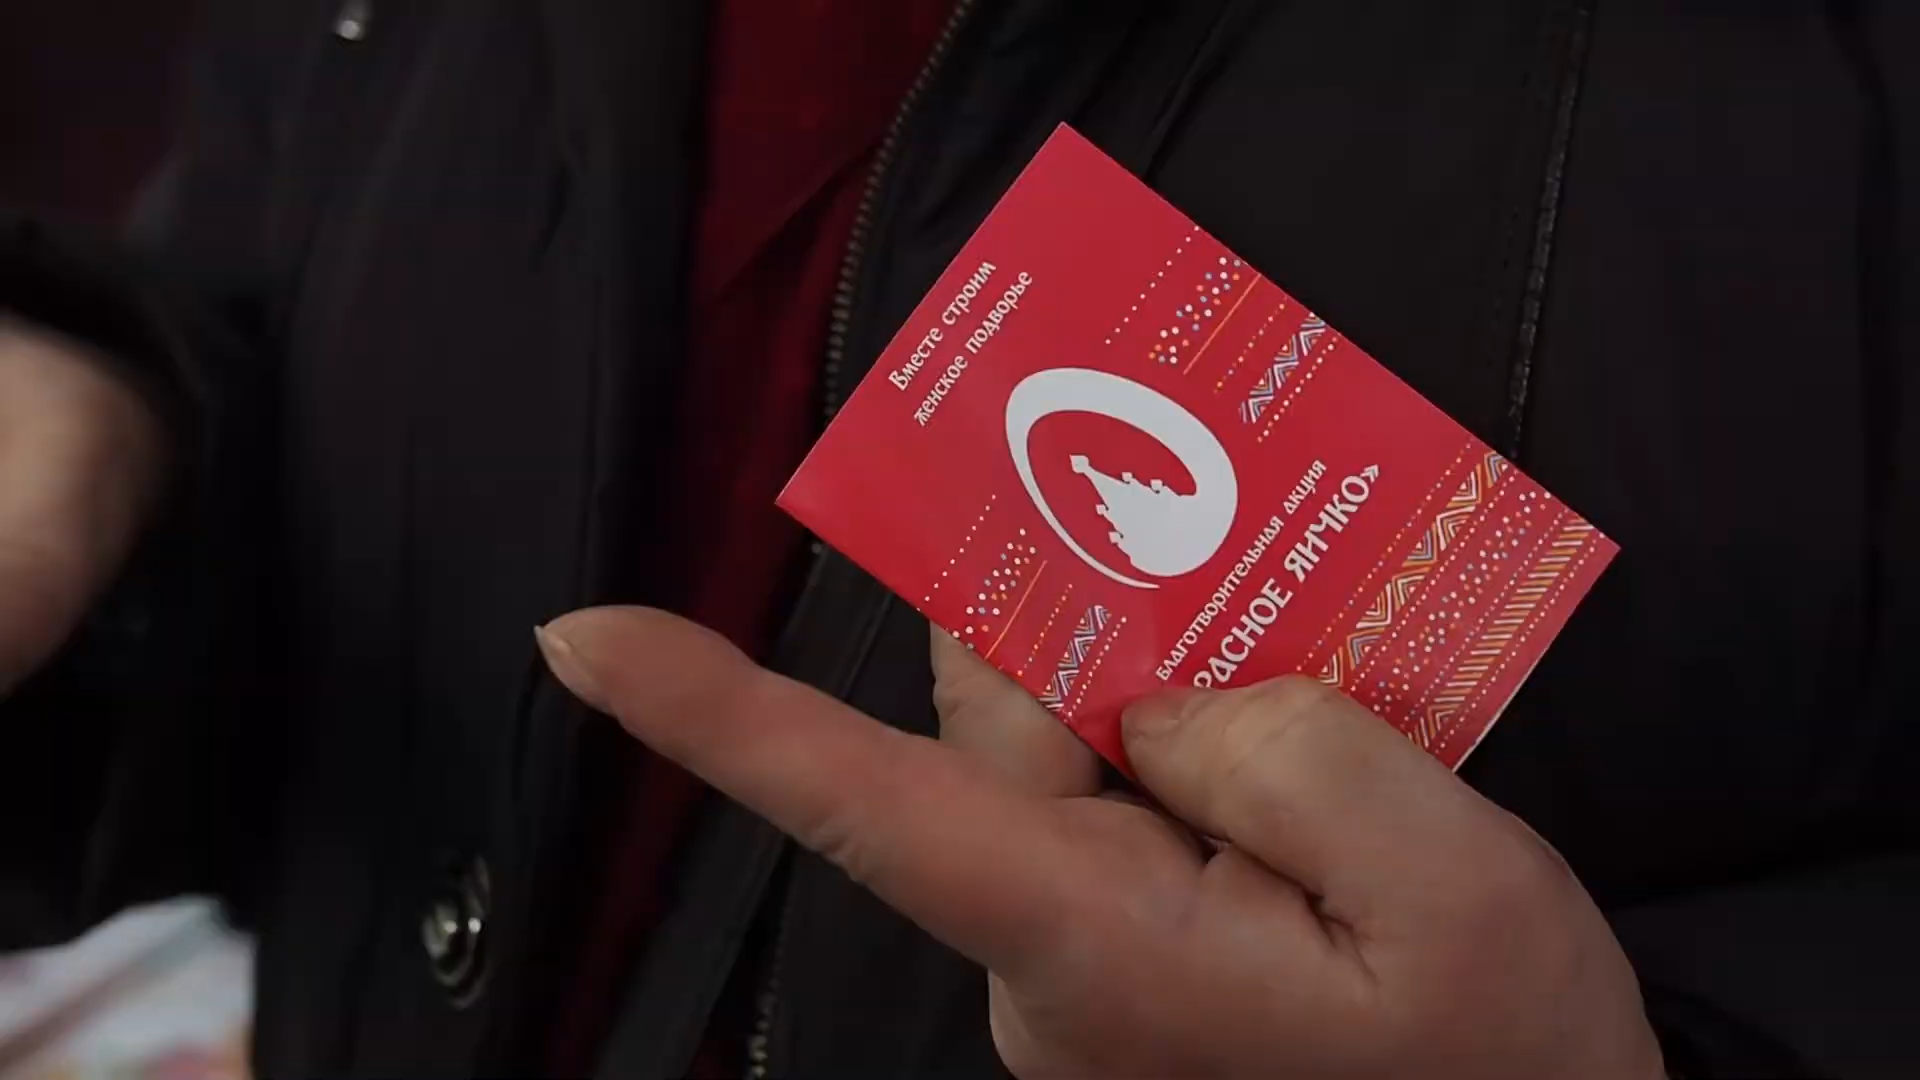 Вместе строим
женское подворье
БЛАГОТВОРИТЕЛЬНАЯ АКЦИЯ
РАСНОЕ ЯИЧКО»